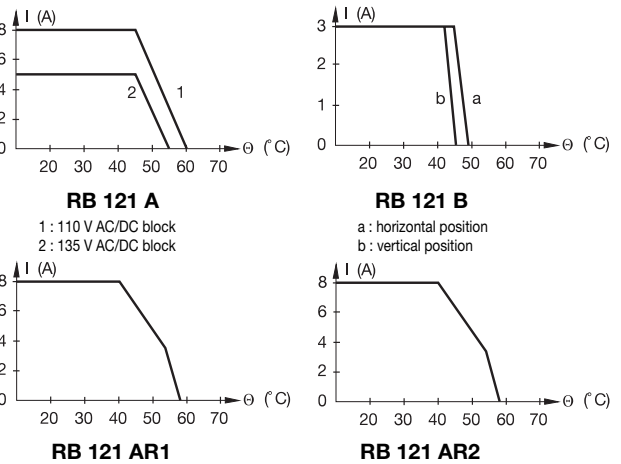 I (A)
8
6
4
2
0
2
1
20 30 40 50 60 70
Θ (°C)
RB 121 A
1 : 110 V AC/DC block
2 : 135 V AC/DC block
I (A)
3
2
1
0
b
a
20 30 40 50 60 70
Θ (°C)
RB 121 B
a : horizontal position
b : vertical position
I (A)
8
6
4
2
0
20 30 40 50 60 70
Θ (°C)
RB 121 AR1
I (A)
8
6
4
2
0
20 30 40 50 60 70
Θ (°C)
RB 121 AR2